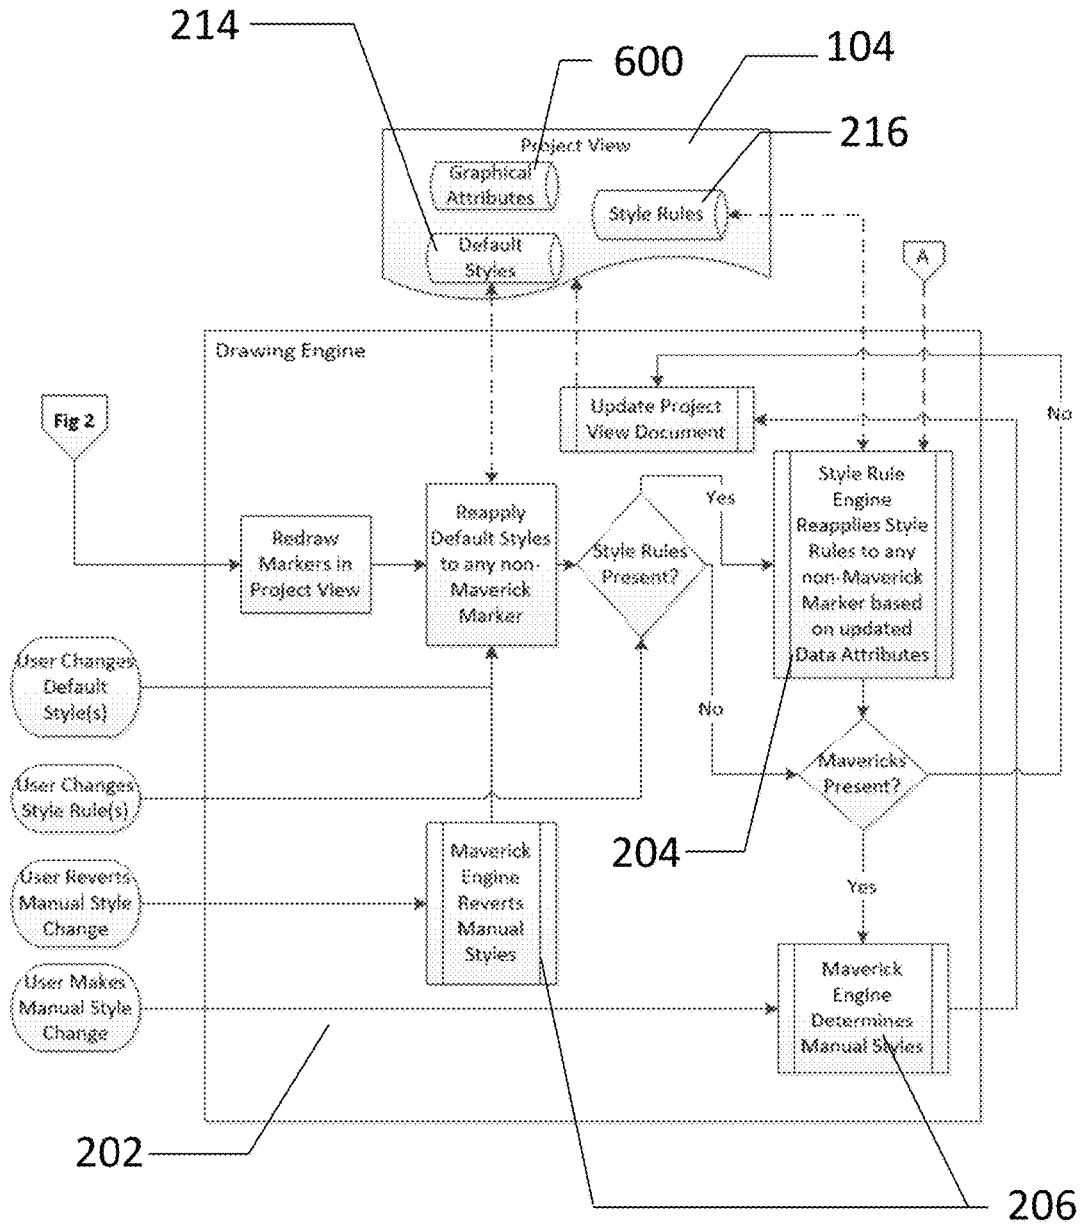 214
600
104
216
Project View
Graphical
Attributes
Style Rules
Default
Styles
A
Drawing Engine
Fig 2
Update Project
View Document
No
Redraw
Markers in
Project View
Reapply
Default Styles
to any non-
Maverick
Marker
Style Rules
Present?
Yes
No
Style Rule
Engine
Reapplies Style
Rules to any
non-Maverick
Marker based
on updated
Data Attributes
User Changes
Default
Style(s)
User Changes
Style Rule(s)
Mavericks
Present?
204
Yes
User Reverts
Manual Style
Change
Maverick
Engine
Reverts
Manual
Styles
User Makes
Manual Style
Change
Maverick
Engine
Determines
Manual Styles
202
206